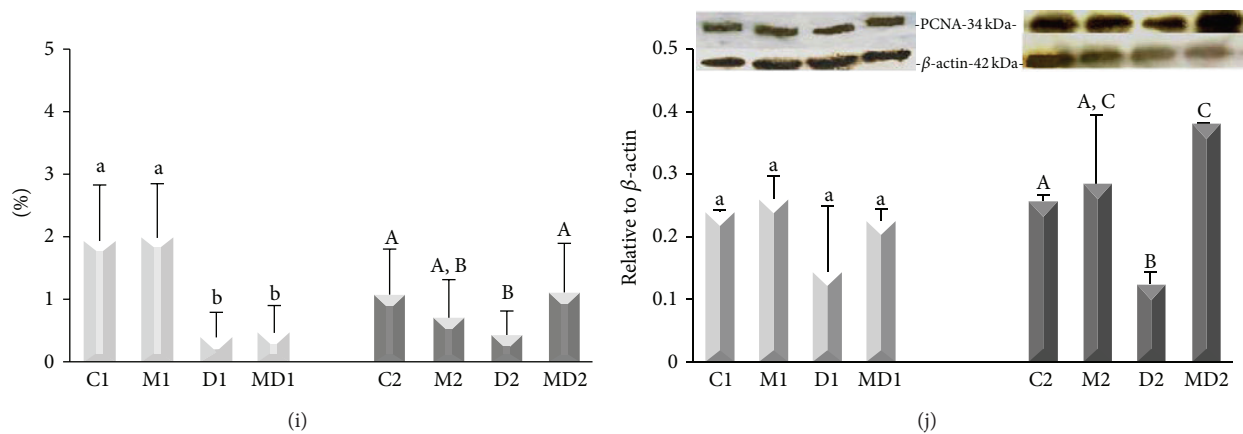 5
4
3
2
1
0
(%)
a
a
b
b
A
A, B
B
A
C1
M1
D1
MD1
C2
M2
D2
MD2
(i)
-PCNA-34 kDa-
-β-actin-42 kDa-
0.5
0.4
0.3
0.2
0.1
0
Relative to β-actin
a
a
a
a
A
A, C
B
C
C1
M1
D1
MD1
C2
M2
D2
MD2
(j)